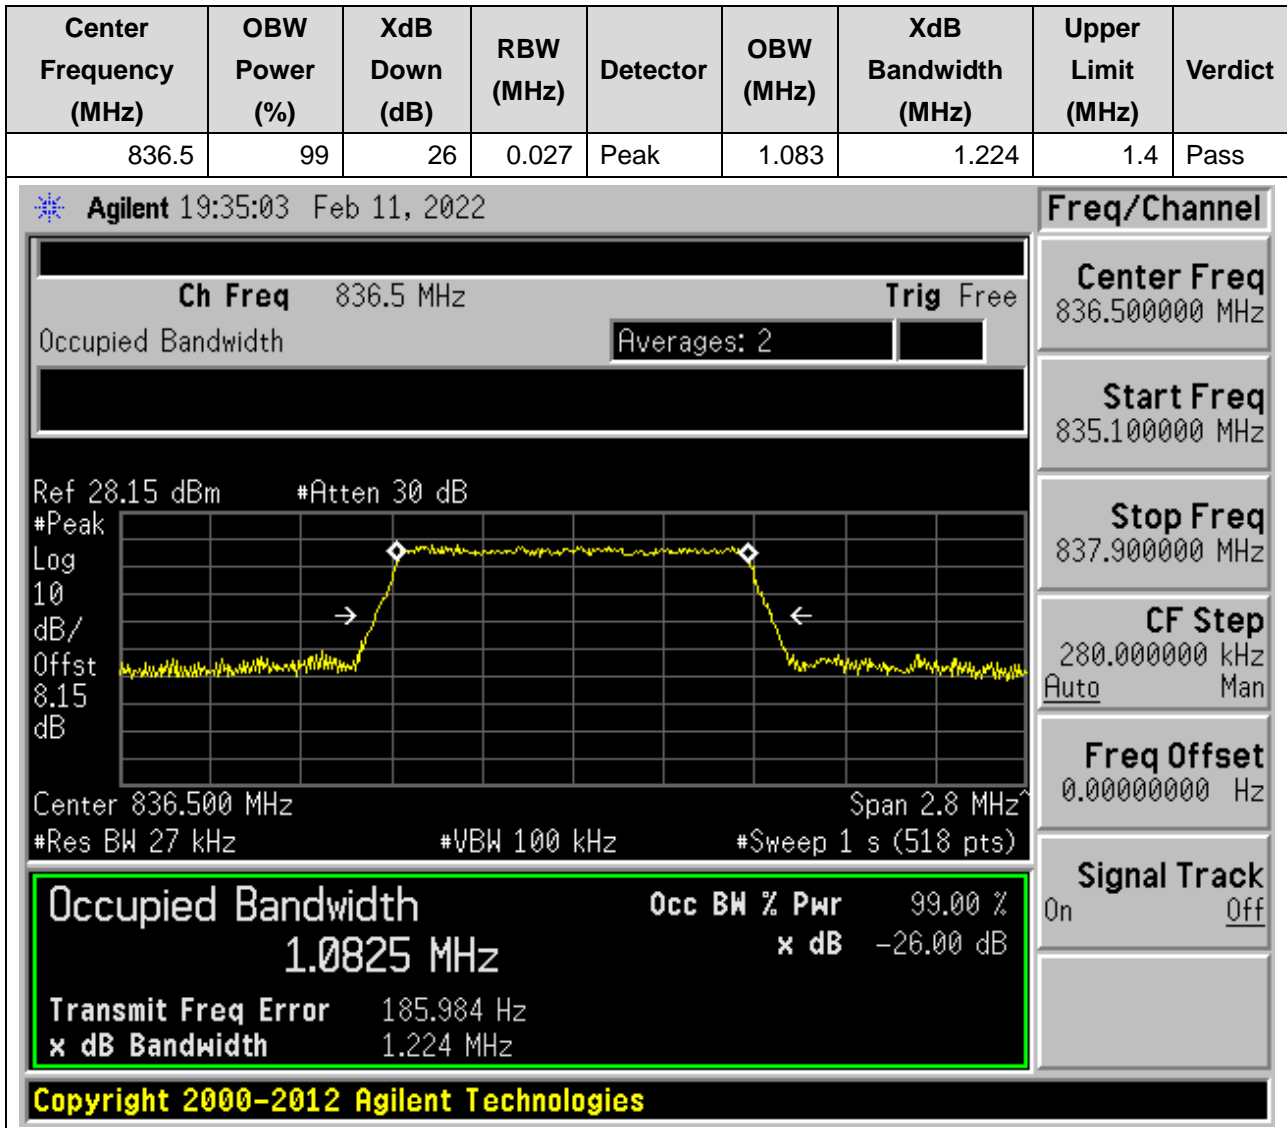 Center Frequency (MHz) OBW Power (%) XdB Down (dB) RBW (MHz) Detector OBW (MHz) XdB Bandwidth (MHz) Upper Limit (MHz) Verdict
836.5 99 26 0.027 Peak 1.083 1.224 1.4 Pass
Agilent 19:35:03 Feb 11, 2022
Freq/Channel
Ch Freq 836.5 MHz Trig Free
Occupied Bandwidth Averages: 2
Center Freq
836.500000 MHz
Start Freq
835.100000 MHz
Stop Freq
837.900000 MHz
CF Step
280.000000 kHz
Auto Man
Freq Offset
0.00000000 Hz
Signal Track
On Off
Ref 28.15 dBm #Atten 30 dB
#Peak
Log
10
dB/
Offst
8.15
dB
Center 836.500 MHz Span 2.8 MHz^
#Res BW 27 kHz #VBW 100 kHz #Sweep 1 s (518 pts)
Occupied Bandwidth Occ BW % Pwr 99.00 %
1.0825 MHz x dB -26.00 dB
Transmit Freq Error 185.984 Hz
x dB Bandwidth 1.224 MHz
Copyright 2000-2012 Agilent Technologies